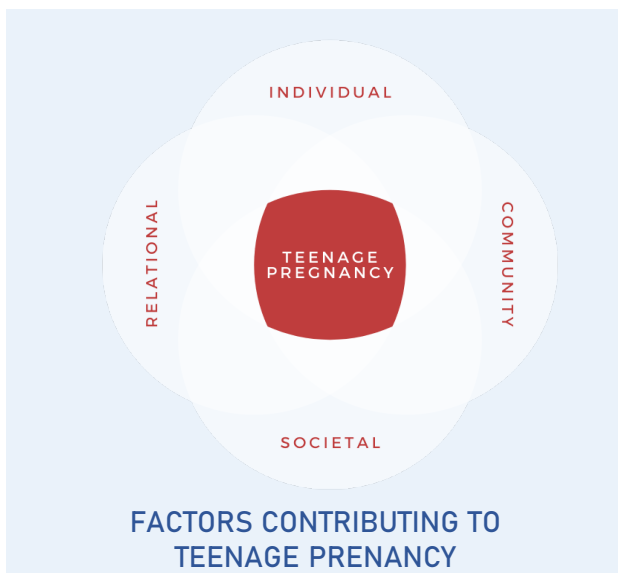 INDIVIDUAL
RELATIONAL
TEENAGE
PREGNANCY
COMMUNITY
SOCIETAL
FACTORS CONTRIBUTING TO
TEENAGE PRENANCY